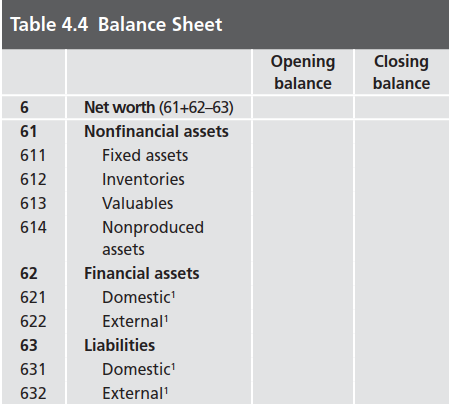 Table 4.4 Balance Sheet
Opening balance Closing balance
6 Net worth (61+62–63)
61 Nonfinancial assets
611 Fixed assets
612 Inventories
613 Valuables
614 Nonproduced
assets
62 Financial assets
621 Domestic¹
622 External¹
63 Liabilities
631 Domestic¹
632 External¹